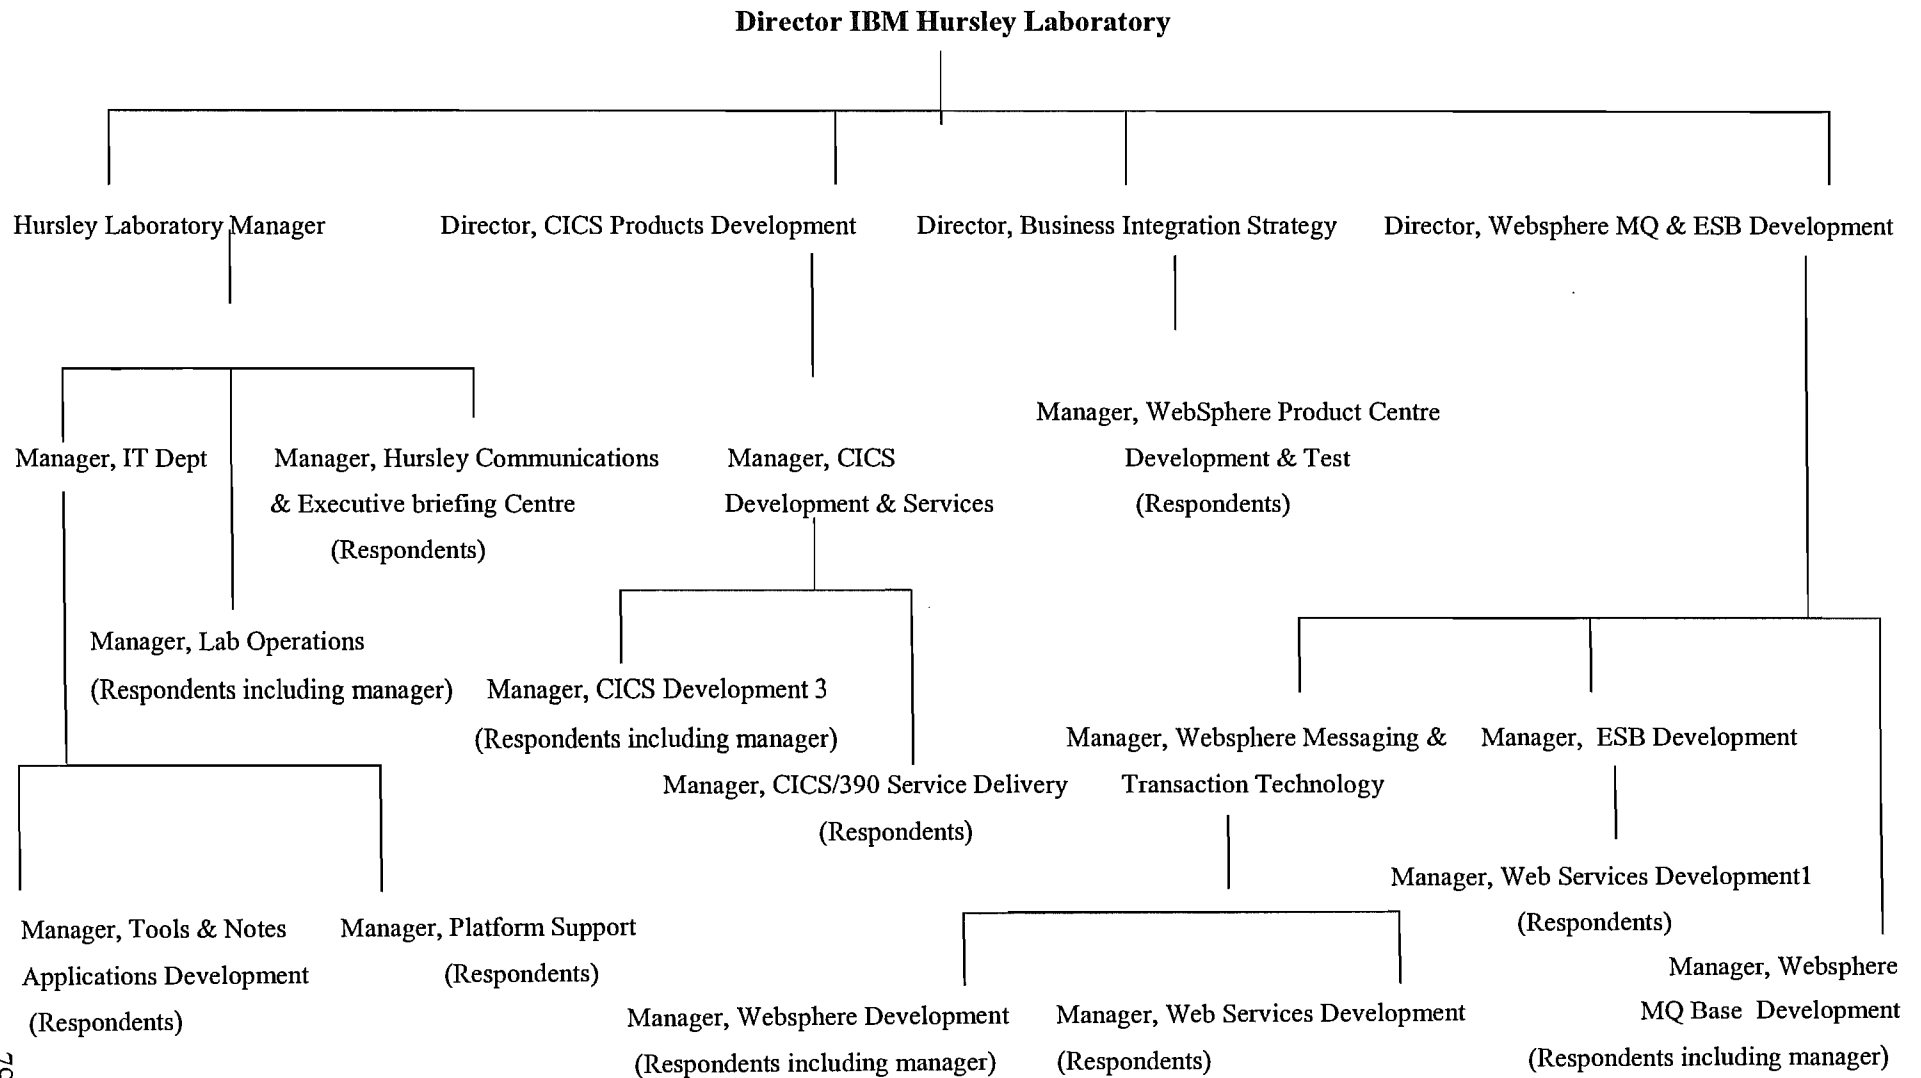 Director IBM Hursley Laboratory
Hursley Laboratory Manager
Director, CICS Products Development
Director, Business Integration Strategy
Director, Websphere MQ & ESB Development
Manager, IT Dept
Manager, Hursley Communications
& Executive briefing Centre
(Respondents)
Manager, CICS
Development & Services
Manager, WebSphere Product Centre
Development & Test
(Respondents)
Manager, Lab Operations
(Respondents including manager)
Manager, CICS Development 3
(Respondents including manager)
Manager, CICS/390 Service Delivery
(Respondents)
Manager, Websphere Messaging &
Transaction Technology
Manager, ESB Development
Manager, Web Services Development1
(Respondents)
Manager, Tools & Notes
Applications Development
(Respondents)
Manager, Platform Support
(Respondents)
Manager, Websphere Development
(Respondents including manager)
Manager, Web Services Development
(Respondents)
Manager, Websphere
MQ Base Development
(Respondents including manager)